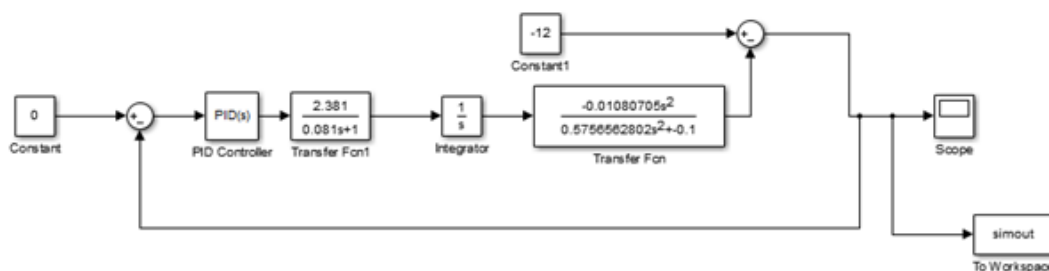 -12
Constant1
0
Constant
PID(s)
PID Controller
2.381
0.081s+1
Transfer Fcn1
1
s
Integrator
-0.01080705s²
0.5756562802s²+-0.1
Transfer Fcn
Scope
simout
To Workspace